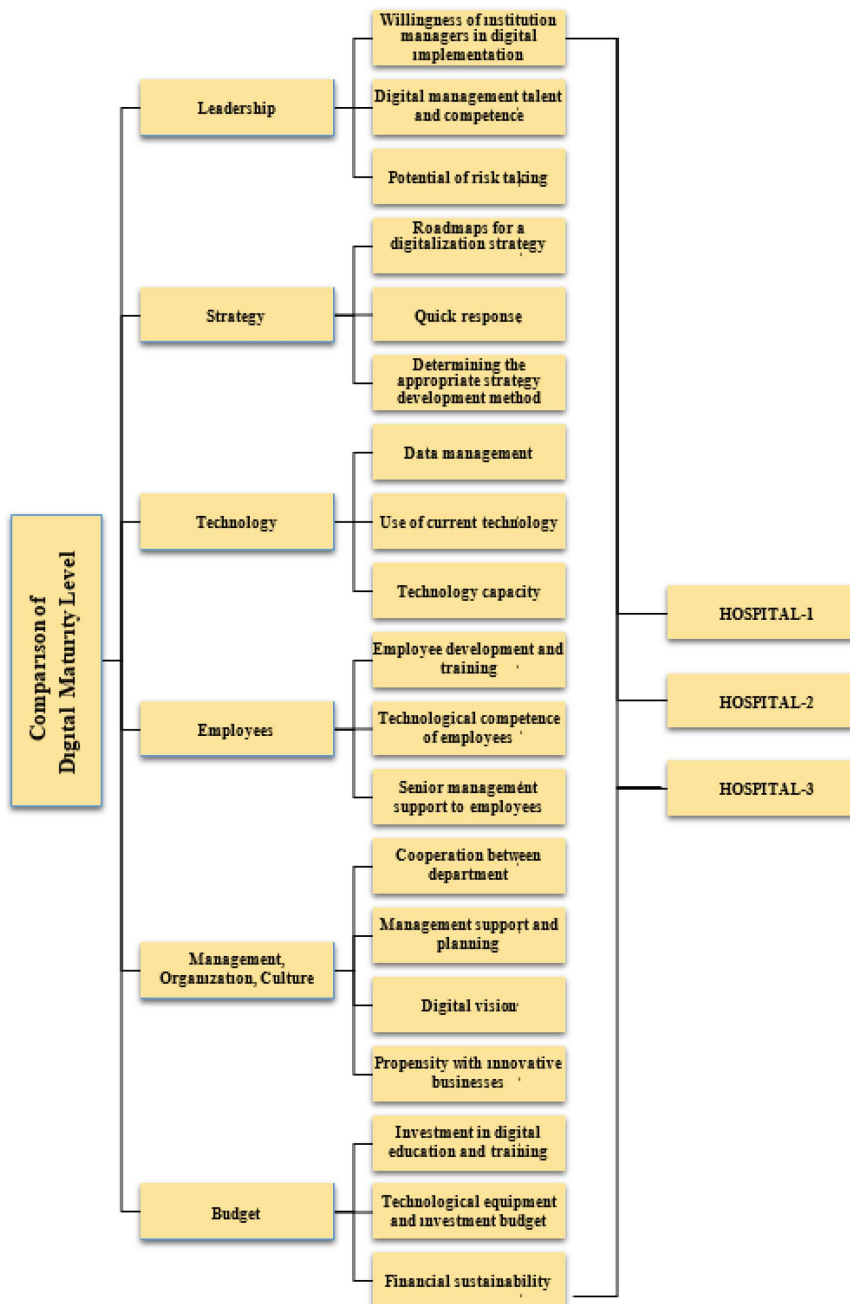 Comparison of
Digital Maturity Level
Leadership
Willingness of institution
managers in digital
implementation
Digital management talent
and competence
Potential of risk taking
Strategy
Roadmaps for a
digitalization strategy
Quick response
Determining the
appropriate strategy
development method
Technology
Data management
Use of current technology
Technology capacity
Employees
Employee development and
training
Technological competence
of employees
Senior management
support to employees
Management,
Organization, Culture
Cooperation between
department
Management support and
planning
Digital vision
Propensity with innovative
businesses
Budget
Investment in digital
education and training
Technological equipment
and investment budget
Financial sustainability
HOSPITAL-1
HOSPITAL-2
HOSPITAL-3